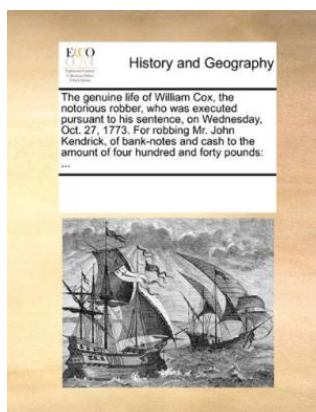 ECCO
History and Geography
The genuine life of William Cox, the
notorious robber, who was executed
pursuant to his sentence, on Wednesday,
Oct. 27, 1773. For robbing Mr. John
Kendrick, of bank-notes and cash to the
amount of four hundred and forty pounds:
...